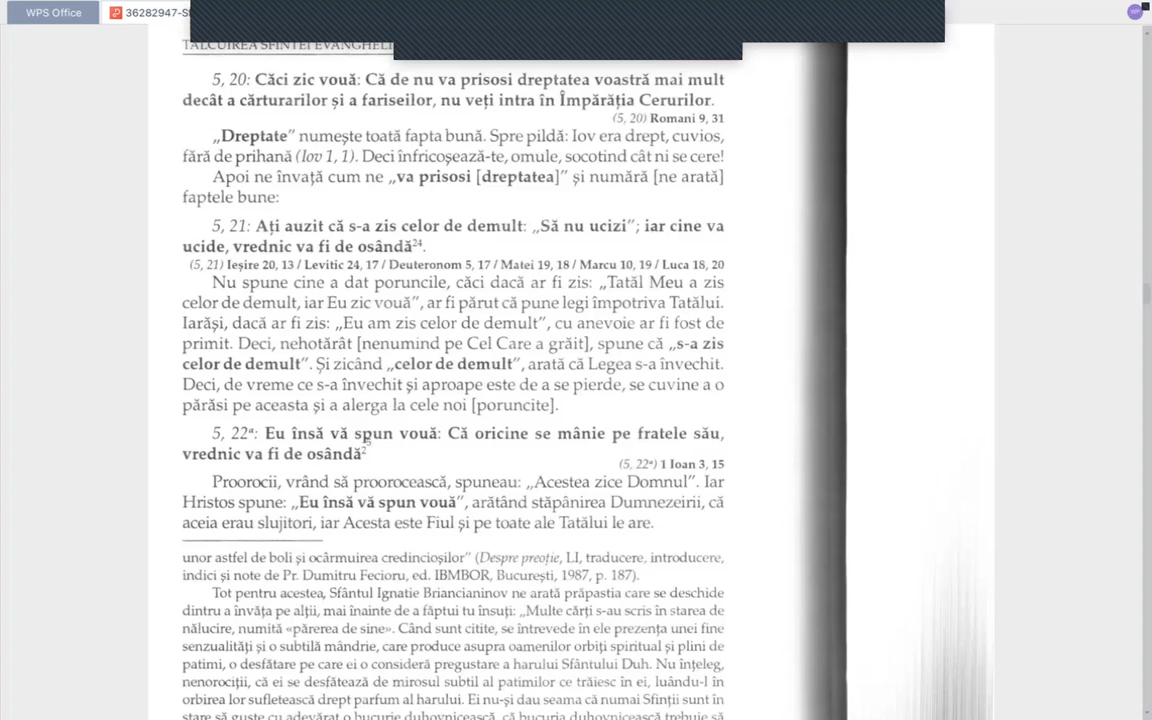 WPS Office
36282947-Sf
TÂLCUIREA SFINTEI EVANGHELI
5, 20: Căci zic vouă: Că de nu va prisosi dreptatea voastră mai mult
decât a cărturarilor și a fariseilor, nu veți intra în Împărăția Cerurilor.
(5, 20) Romani 9, 31
„Dreptate” numește toată fapta bună. Spre pildă: Iov era drept, cuvios,
fără de prihană (Iov 1, 1). Deci înfricoșează-te, omule, socotind cât ni se cere!
Apoi ne învață cum ne „va prisosi [dreptatea]” și numără [ne arată]
faptele bune:
5, 21: Ați auzit că s-a zis celor de demult: „Să nu ucizi”; iar cine va
ucide, vrednic va fi de osândă24.
(5, 21) Ieșire 20, 13 / Levitic 24, 17 / Deuteronom 5, 17 / Matei 19, 18 / Marcu 10, 19 / Luca 18, 20
Nu spune cine a dat poruncile, căci dacă ar fi zis: „Tatăl Meu a zis
celor de demult, iar Eu zic vouă”, ar fi părut că pune legi împotriva Tatălui.
Iarăși, dacă ar fi zis: „Eu am zis celor de demult”, cu anevoie ar fi fost de
primit. Deci, nehotărât [nenumind pe Cel Care a grăit], spune că „s-a zis
celor de demult”. Și zicând „celor de demult”, arată că Legea s-a învechit.
Deci, de vreme ce s-a învechit și aproape este de a se pierde, se cuvine a o
părăsi pe aceasta și a alerga la cele noi [poruncite].
5, 22ª: Eu însă vă spun vouă: Că oricine se mânie pe fratele său,
vrednic va fi de osândă2
(5, 22ª) 1 Ioan 3, 15
Proorocii, vrând să proorocească, spuneau: „Acestea zice Domnul”. Iar
Hristos spune: „Eu însă vă spun vouă”, arătând stăpânirea Dumnezeirii, că
aceia erau slujitori, iar Acesta este Fiul și pe toate ale Tatălui le are.
unor astfel de boli și ocârmuirea credincioșilor” (Despre preoție, LI, traducere, introducere,
indici și note de Pr. Dumitru Fecioru, ed. IBMBOR, București, 1987, p. 187).
Tot pentru acestea, Sfântul Ignatie Briancianinov ne arată prăpastia care se deschide
dintru a învăța pe alții, mai înainte de a făptui tu însuți: „Multe cărți s-au scris în starea de
nălucire, numită «părerea de sine». Când sunt citite, se întrevede în ele prezența unei fine
senzualități și o subtilă mândrie, care produce asupra oamenilor orbiți spiritual și plini de
patimi, o desfătare pe care ei o consideră pregustare a harului Sfântului Duh. Nu înțeleg,
nenorociții, că ei se desfătează de mirosul subtil al patimilor ce trăiesc în ei, luându-l în
orbirea lor sufletească drept parfum al harului. Ei nu-și dau seama că numai Sfinții sunt în
stare să guste cu adevărat o bucurie duhovnicească, că bucuria duhovnicească trebuie să